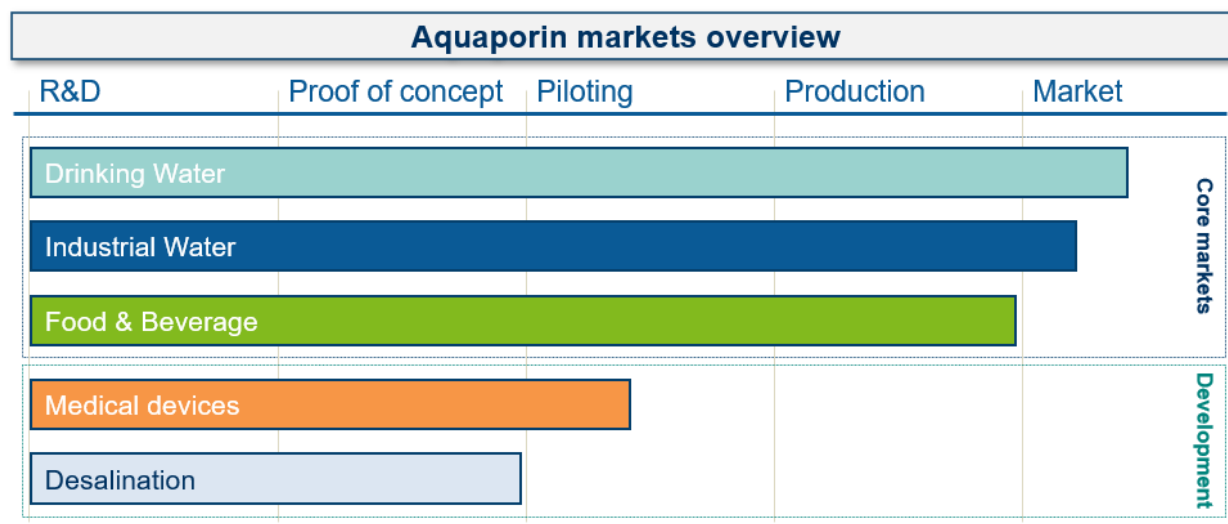 Aquaporin markets overview
R&D
Proof of concept
Piloting
Production
Market
Drinking Water
Industrial Water
Food & Beverage
Core markets
Medical devices
Desalination
Development